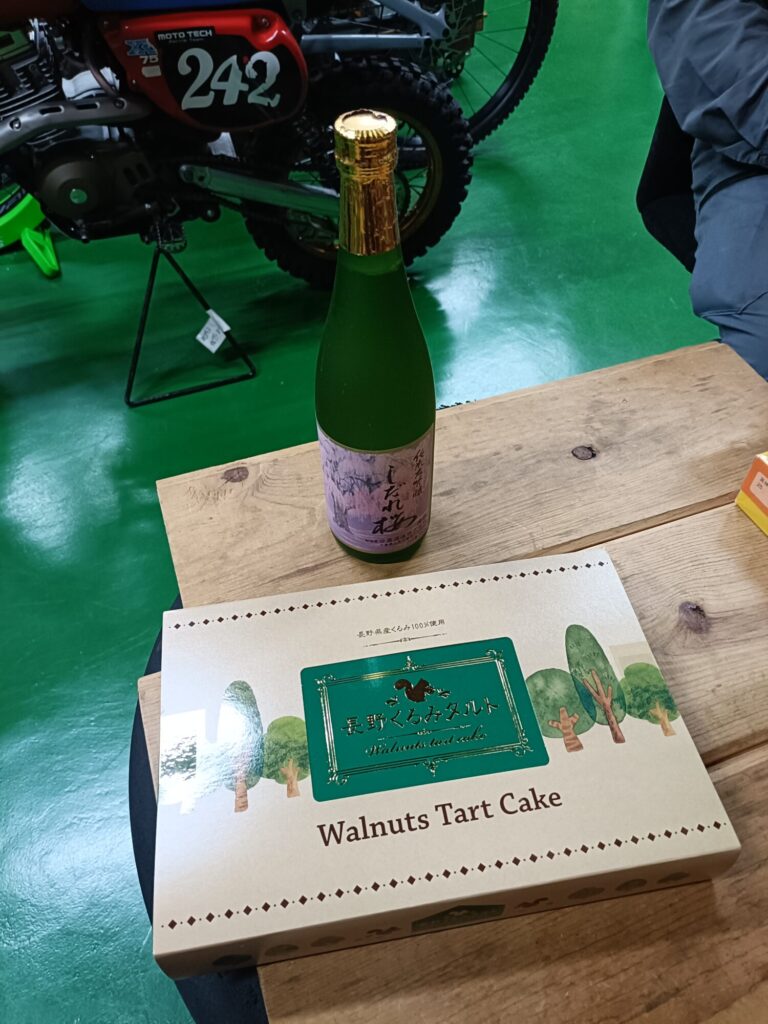 MOTO TECH
75
242
しだれ
桜
長野県産くるみ100%使用
長野くるみタルト
Walnuts tart cake
Walnuts Tart Cake